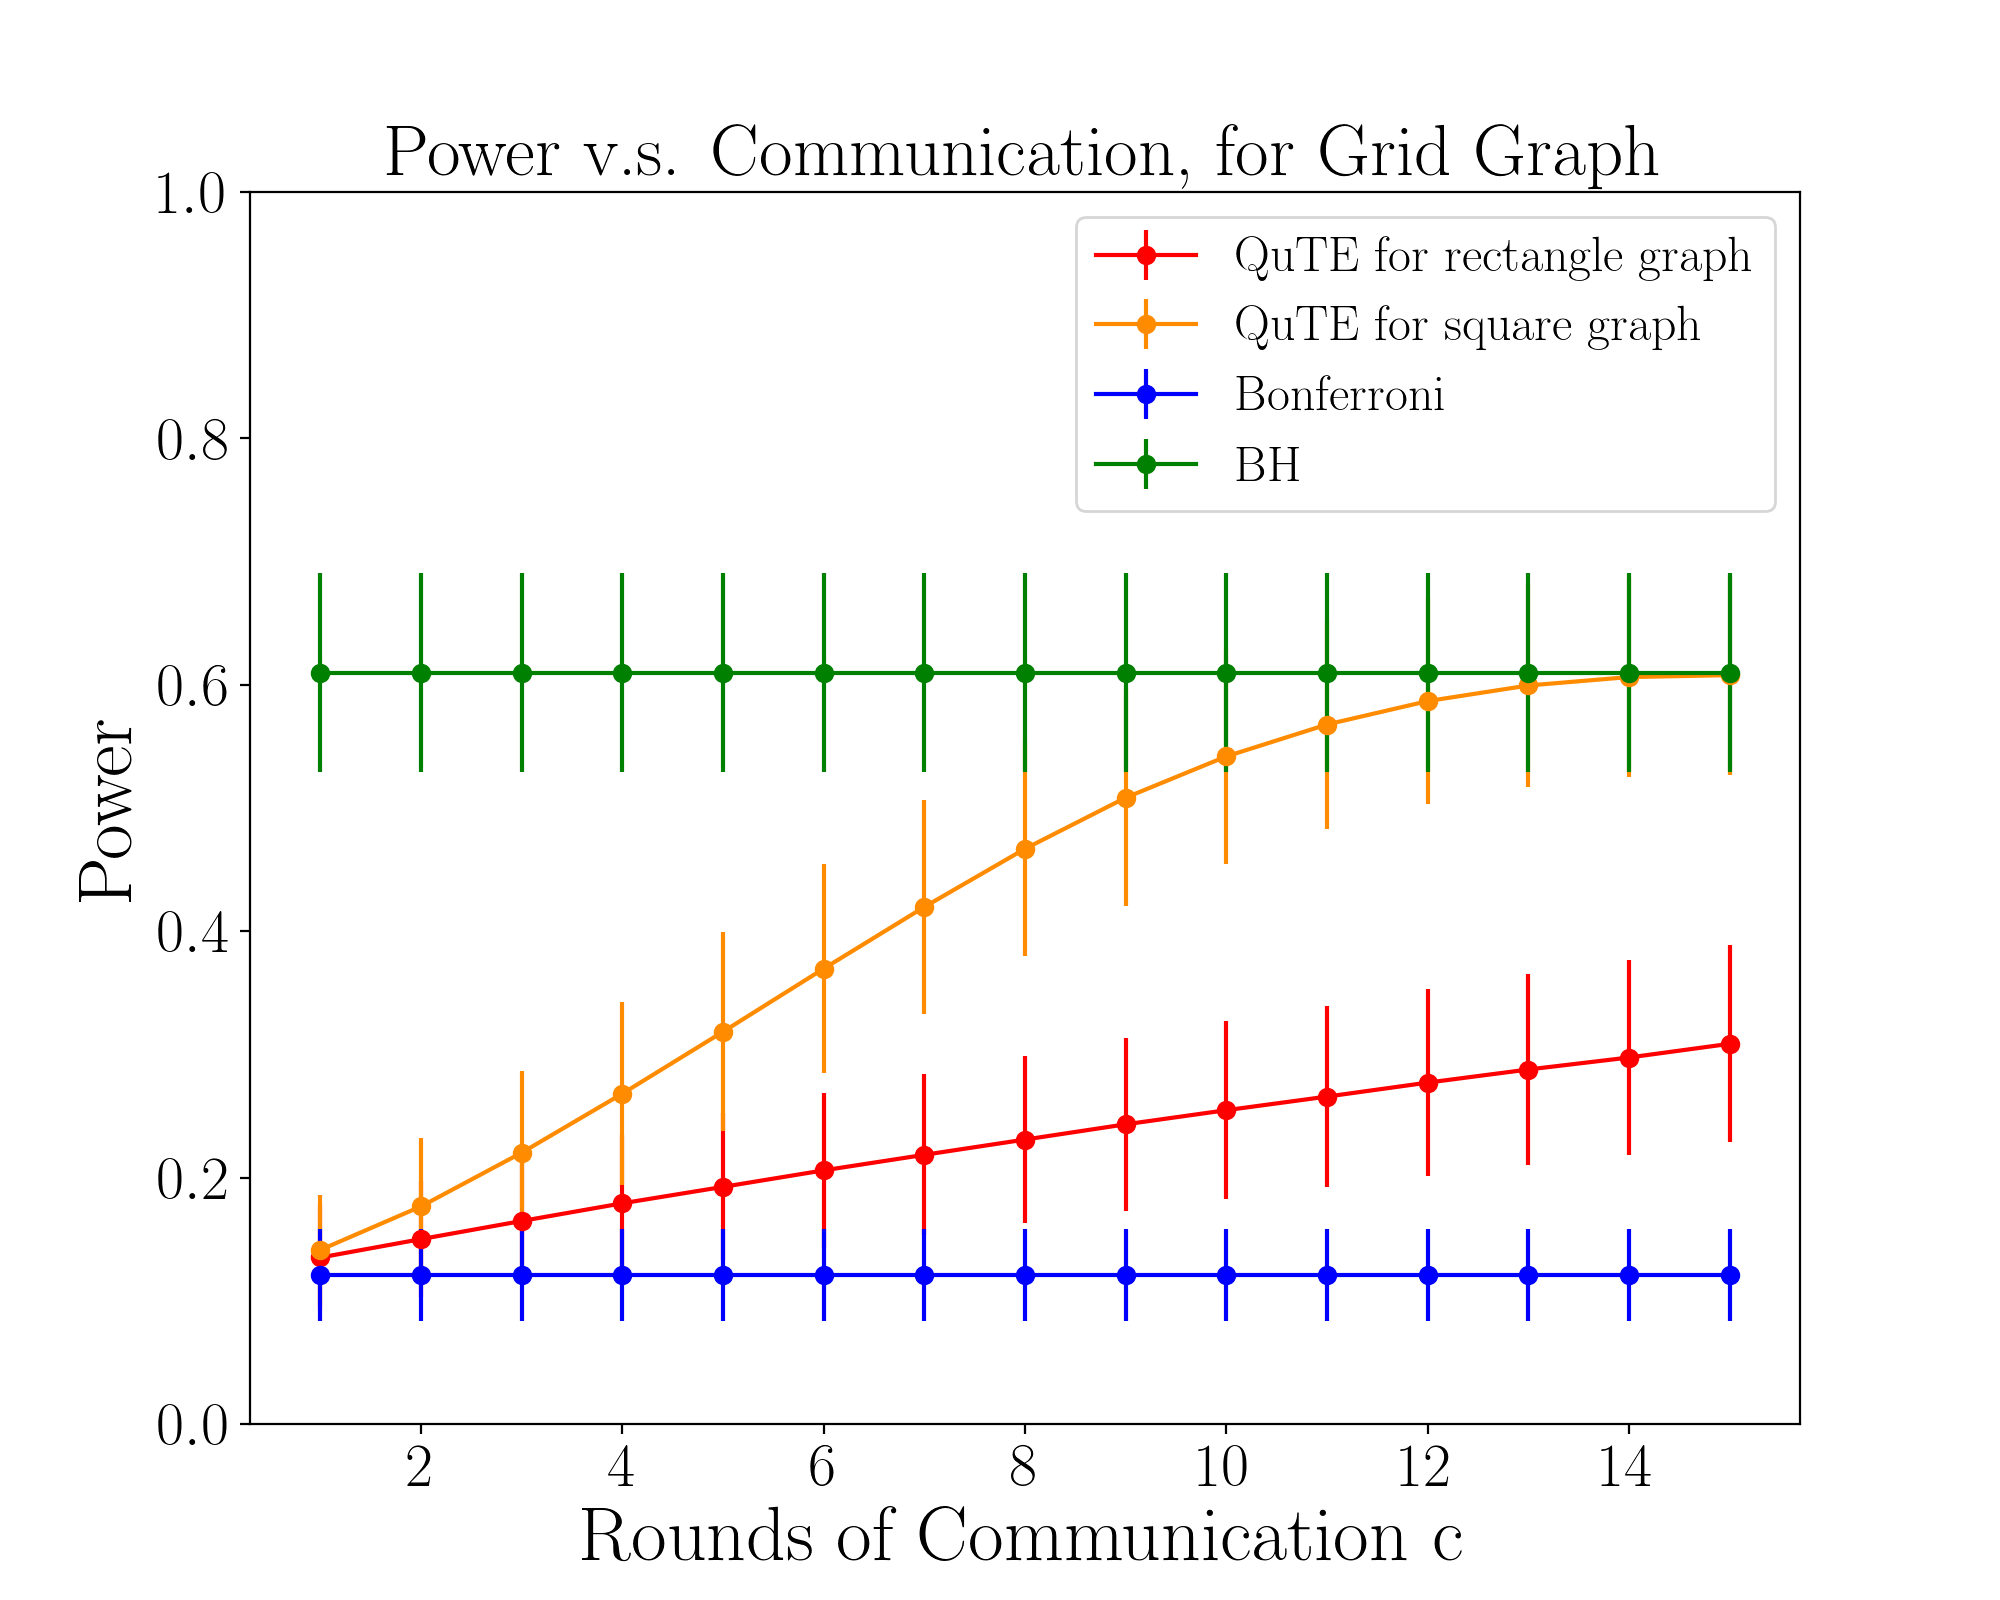 Power v.s. Communication, for Grid Graph
QuTE for rectangle graph
QuTE for square graph
Bonferroni
BH
Power
1.0
0.8
0.6
0.4
0.2
0.0
2 4 6 8 10 12 14
Rounds of Communication c